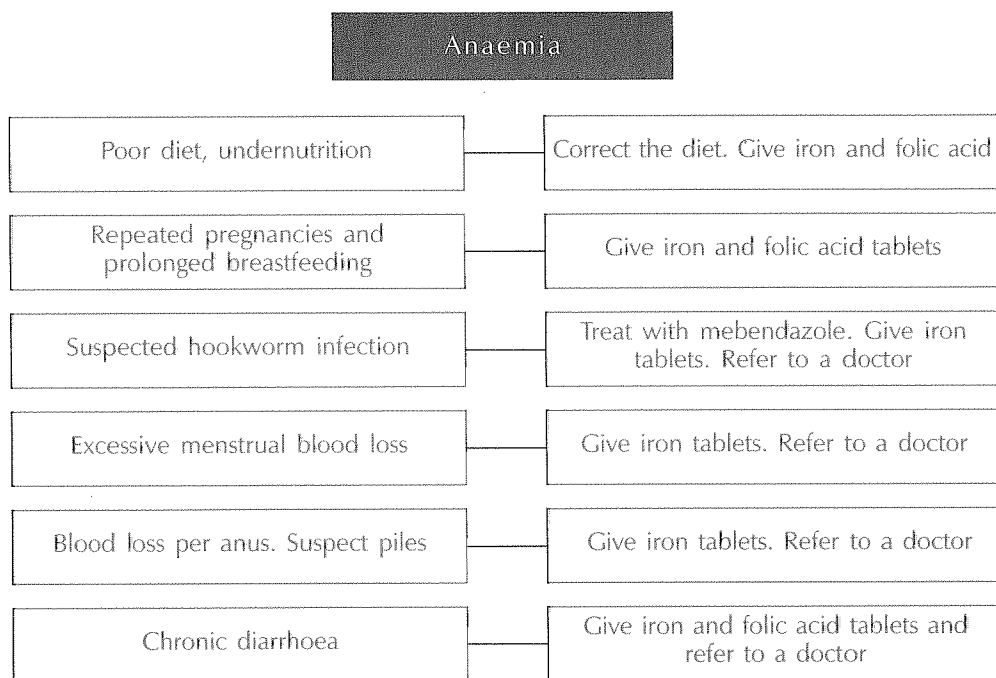 Anaemia
Poor diet, undernutrition
Correct the diet. Give iron and folic acid
Repeated pregnancies and
prolonged breastfeeding
Give iron and folic acid tablets
Suspected hookworm infection
Treat with mebendazole. Give iron
tablets. Refer to a doctor
Excessive menstrual blood loss
Give iron tablets. Refer to a doctor
Blood loss per anus. Suspect piles
Give iron tablets. Refer to a doctor
Chronic diarrhoea
Give iron and folic acid tablets and
refer to a doctor